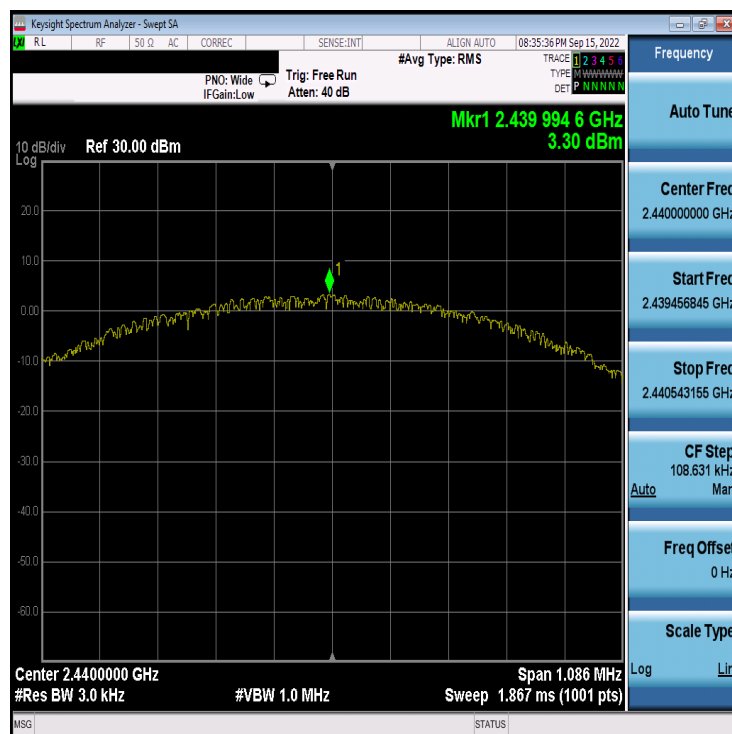 Keysight Spectrum Analyzer - Swept SA
LXI RL RF 50 Ω AC CORREC SENSE:INT ALIGN AUTO 08:35:36 PM Sep 15, 2022
#Avg Type: RMS TRACE 1 2 3 4 5 6
PNO: Wide Trig: Free Run TYPE M WWWWW
IFGain:Low Atten: 40 dB DET P N N N N N
Mkr1 2.439 994 6 GHz
10 dB/div Ref 30.00 dBm 3.30 dBm
Log
20.0
10.0
1
0.00
-10.0
-20.0
-30.0
-40.0
-50.0
-60.0
Center 2.4400000 GHz Span 1.086 MHz
#Res BW 3.0 kHz #VBW 1.0 MHz Sweep 1.867 ms (1001 pts)
MSG STATUS
Frequency
Auto Tune
Center Freq
2.440000000 GHz
Start Freq
2.439456845 GHz
Stop Freq
2.440543155 GHz
CF Step
108.631 kHz
Auto Man
Freq Offset
0 Hz
Scale Type
Log Lin